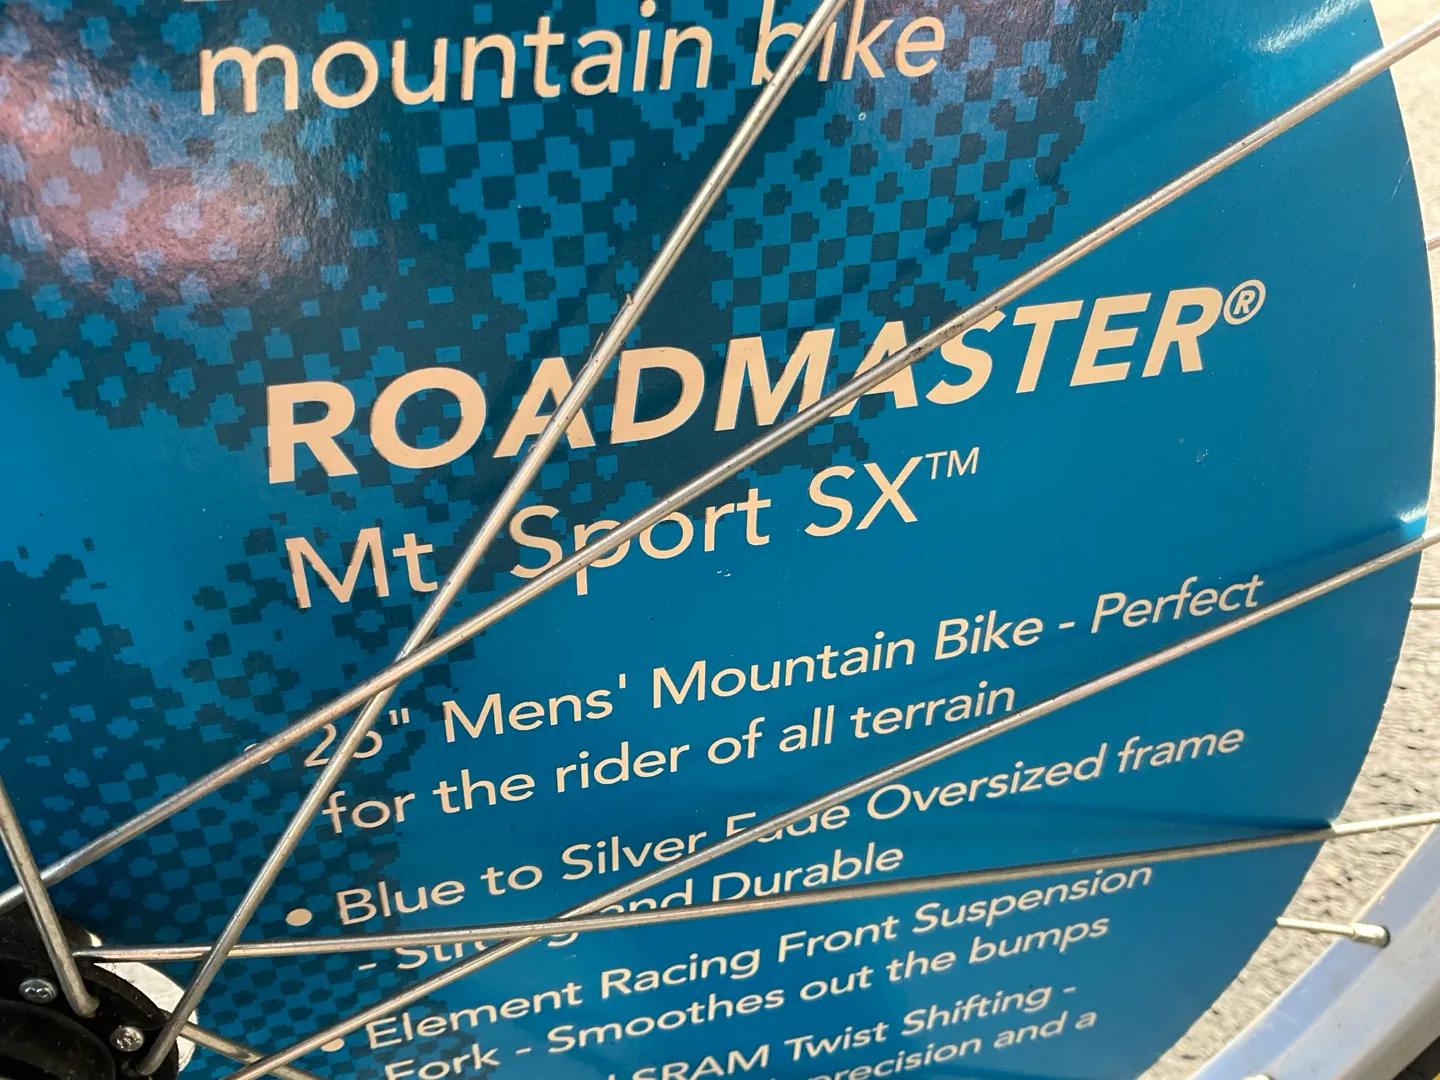 mountain bike
ROADMASTER®
Mt Sport SX™
• 26" Mens' Mountain Bike - Perfect
for the rider of all terrain
• Blue to Silver Fade Oversized frame
- Strong and Durable
• Element Racing Front Suspension
Fork - Smoothes out the bumps
SRAM Twist Shifting -
precision and a